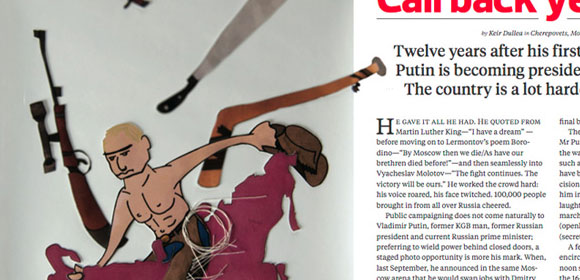 Call back ye
by Keir Dullea in Cherepovets, Mo
Twelve years after his first
Putin is becoming preside
The country is a lot hard
HE GAVE IT ALL HE HAD. HE QUOTED FROM
Martin Luther King—“I have a dream” —
before moving on to Lermontov's poem Boro-
dino—“By Moscow then we die/As have our
brethren died before!”—and then seamlessly into
Vyacheslav Molotov—“The fight continues. The
victory will be ours.” He worked the crowd hard:
his voice roared, his face twitched. 100,000 people
brought in from all over Russia cheered.
Public campaigning does not come naturally to
Vladimir Putin, former KGB man, former Russian
president and current Russian prime minister;
preferring to wield power behind closed doors, a
staged photo opportunity is more his mark. When,
last September, he announced in the same Mos-
cow arena that he would swap jobs with Dmitry
final b
The
Mr Pu
the wa
such a
have b
cision
him in
laught
march
(open
(secre
A fe
encir